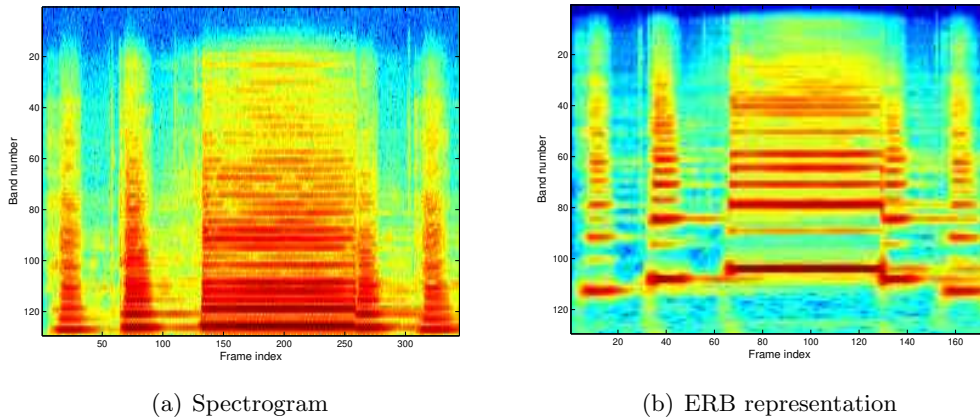 20
40
60
80
100
120
Band number
50 100 150 200 250 300
Frame index
(a) Spectrogram
20
40
60
80
100
120
Band number
20 40 60 80 100 120 140 160
Frame index
(b) ERB representation